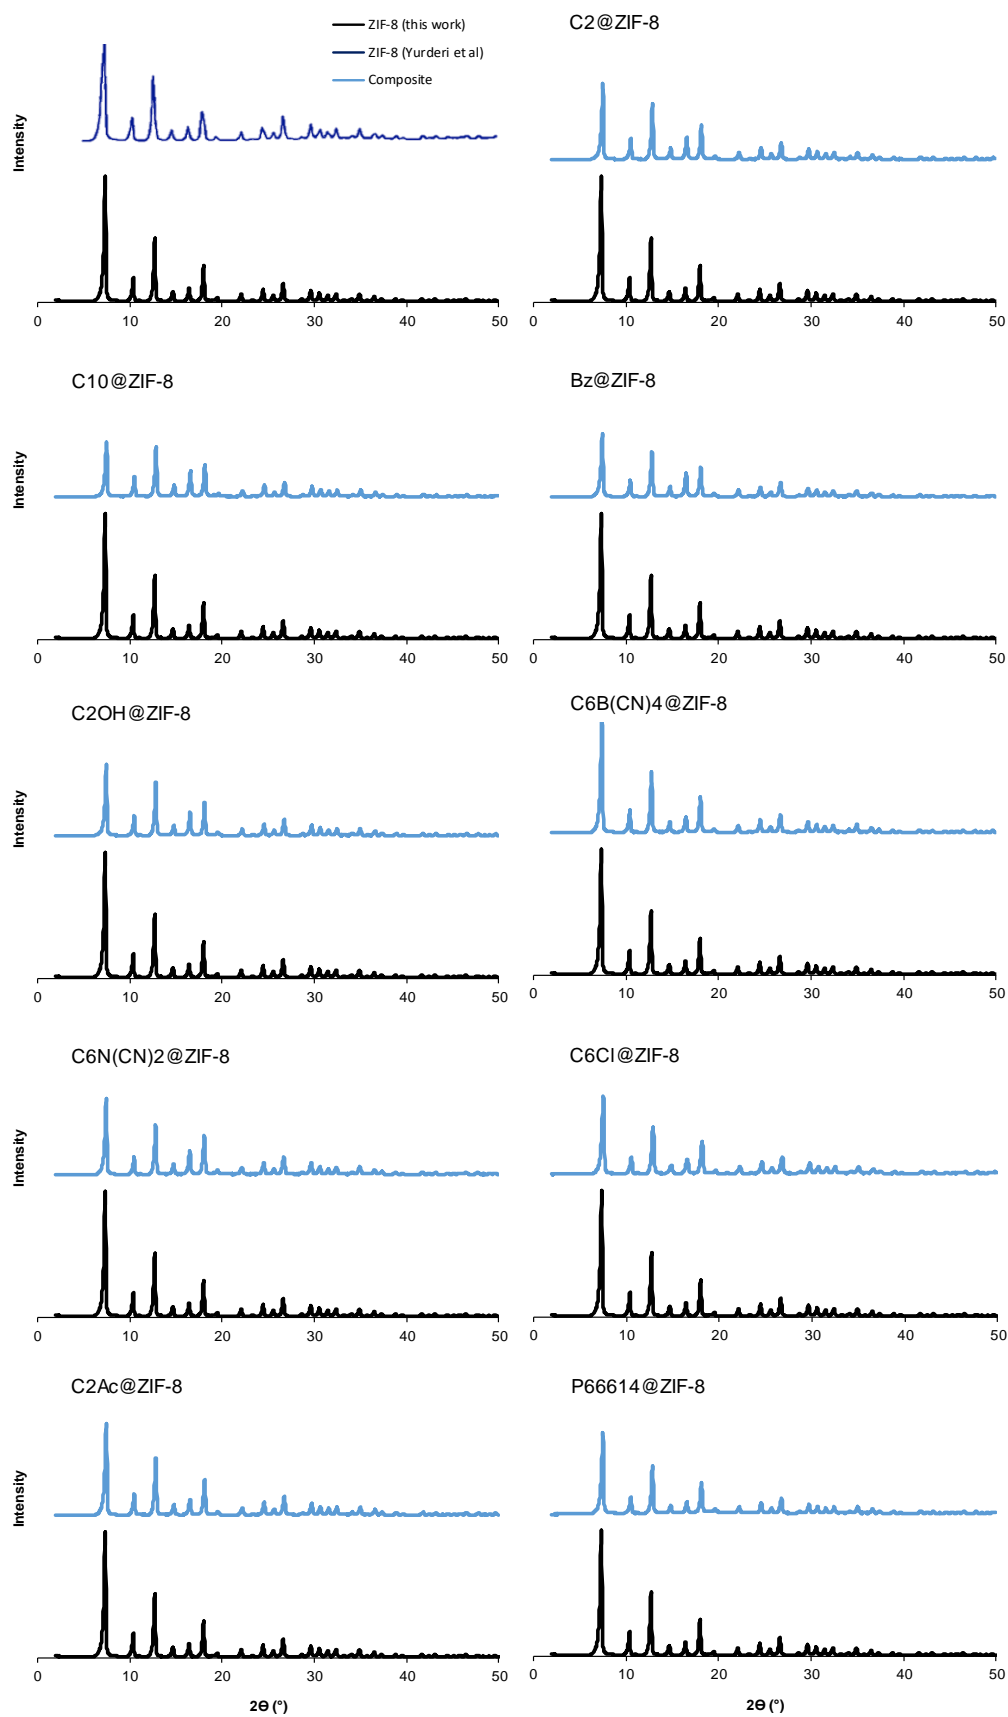 ZIF-8 (this work)
ZIF-8 (Yurderi et al)
Composite
Intensity
0 10 20 30 40 50
C2@ZIF-8
0 10 20 30 40 50
C10@ZIF-8
Intensity
0 10 20 30 40 50
Bz@ZIF-8
0 10 20 30 40 50
C2OH@ZIF-8
Intensity
0 10 20 30 40 50
C6B(CN)4@ZIF-8
0 10 20 30 40 50
C6N(CN)2@ZIF-8
Intensity
0 10 20 30 40 50
C6Cl@ZIF-8
0 10 20 30 40 50
C2Ac@ZIF-8
Intensity
0 10 20 30 40 50
2Θ (°)
P66614@ZIF-8
0 10 20 30 40 50
2Θ (°)